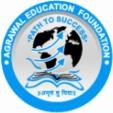 AGRAWAL EDUCATION FOUNDATION
PATH TO SUCCESS